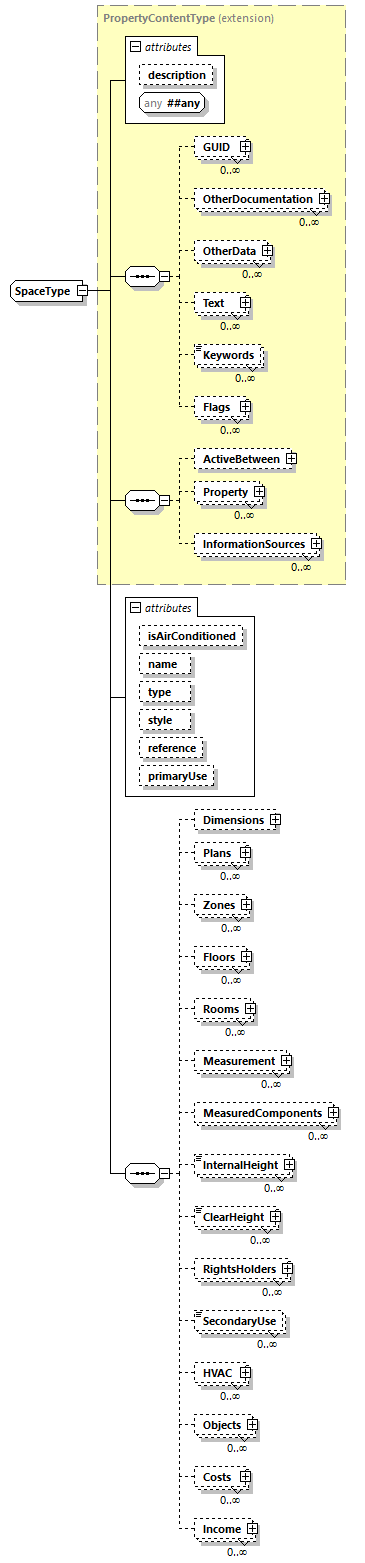 PropertyContentType (extension)
attributes
description
any ##any
GUID
0..∞
OtherDocumentation
0..∞
OtherData
0..∞
SpaceType
Text
0..∞
Keywords
0..∞
Flags
0..∞
ActiveBetween
Property
0..∞
InformationSources
0..∞
attributes
isAirConditioned
name
type
style
reference
primaryUse
Dimensions
Plans
0..∞
Zones
0..∞
Floors
0..∞
Rooms
0..∞
Measurement
0..∞
MeasuredComponents
0..∞
InternalHeight
0..∞
ClearHeight
0..∞
RightsHolders
0..∞
SecondaryUse
0..∞
HVAC
0..∞
Objects
0..∞
Costs
0..∞
Income
0..∞